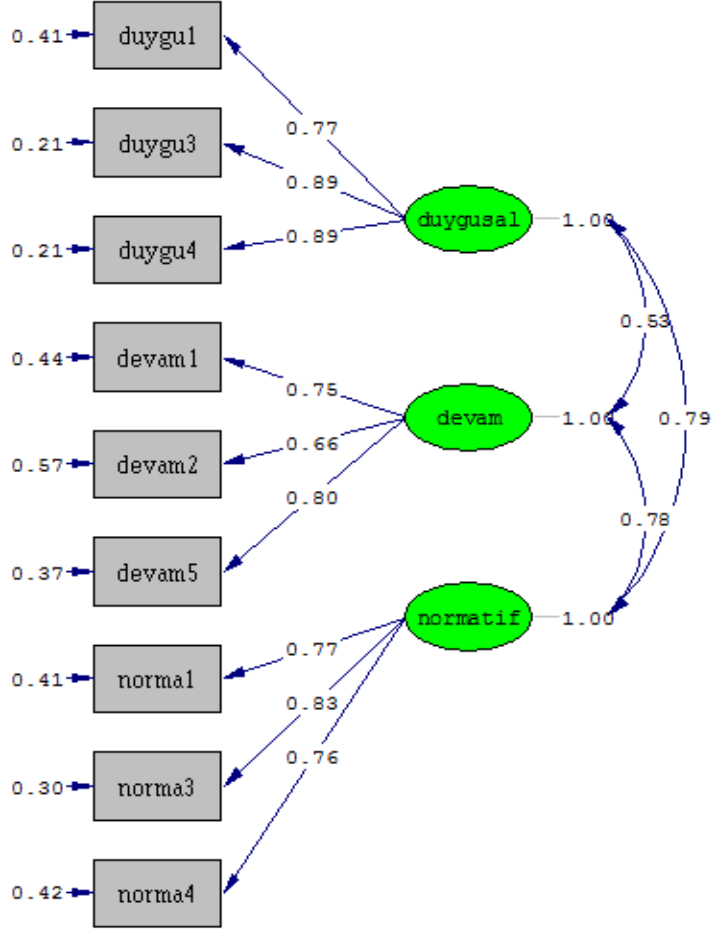 0.41 duygu1
0.77
0.21 duygu3
0.89
duygusal 1.00
0.21 duygu4 0.89
0.53
0.44 devam1
0.75
devam 1.00 0.79
0.57 devam2 0.66
0.80
0.78
0.37 devam5
normatif 1.00
0.77
0.41 norma1
0.83
0.76
0.30 norma3
0.42 norma4